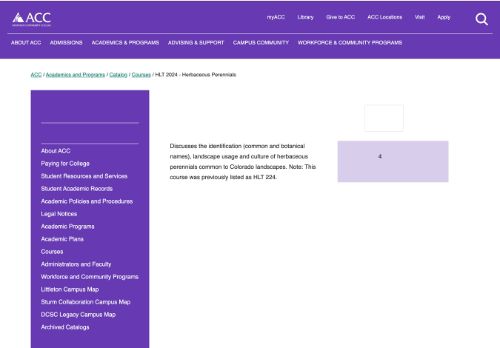 ACC
myACC Library Give to ACC ACC Locations Visit Apply
ABOUT ACC ADMISSIONS ACADEMICS & PROGRAMS ADVISING & SUPPORT CAMPUS COMMUNITY WORKFORCE & COMMUNITY PROGRAMS
ACC / Academics and Programs / Catalog / Courses / HLT 2024 - Herbaceous Perennials
About ACC
Paying for College
Student Resources and Services
Student Academic Records
Academic Policies and Procedures
Legal Notices
Academic Programs
Academic Plans
Courses
Administrators and Faculty
Workforce and Community Programs
Littleton Campus Map
Sturm Collaboration Campus Map
DCSC Legacy Campus Map
Archived Catalogs
Discusses the identification (common and botanical
names), landscape usage and culture of herbaceous
perennials common to Colorado landscapes. Note: This
course was previously listed as HLT 224.
4